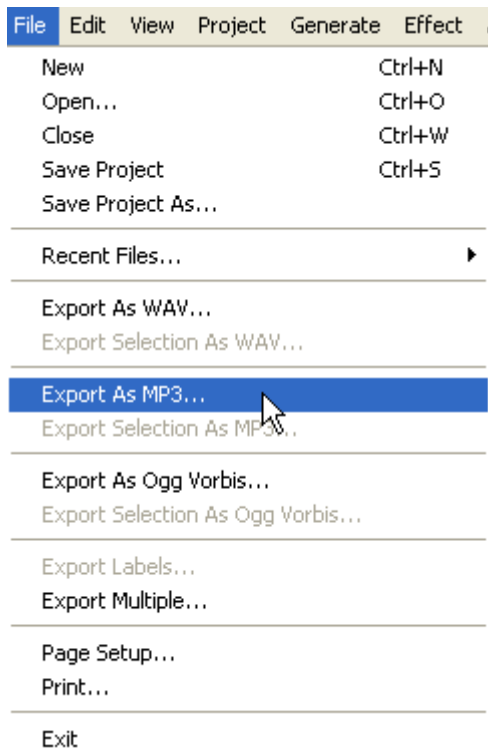 File Edit View Project Generate Effect
New Ctrl+N
Open... Ctrl+O
Close Ctrl+W
Save Project Ctrl+S
Save Project As...
Recent Files...
Export As WAV...
Export Selection As WAV...
Export As MP3...
Export Selection As MP3...
Export As Ogg Vorbis...
Export Selection As Ogg Vorbis...
Export Labels...
Export Multiple...
Page Setup...
Print...
Exit